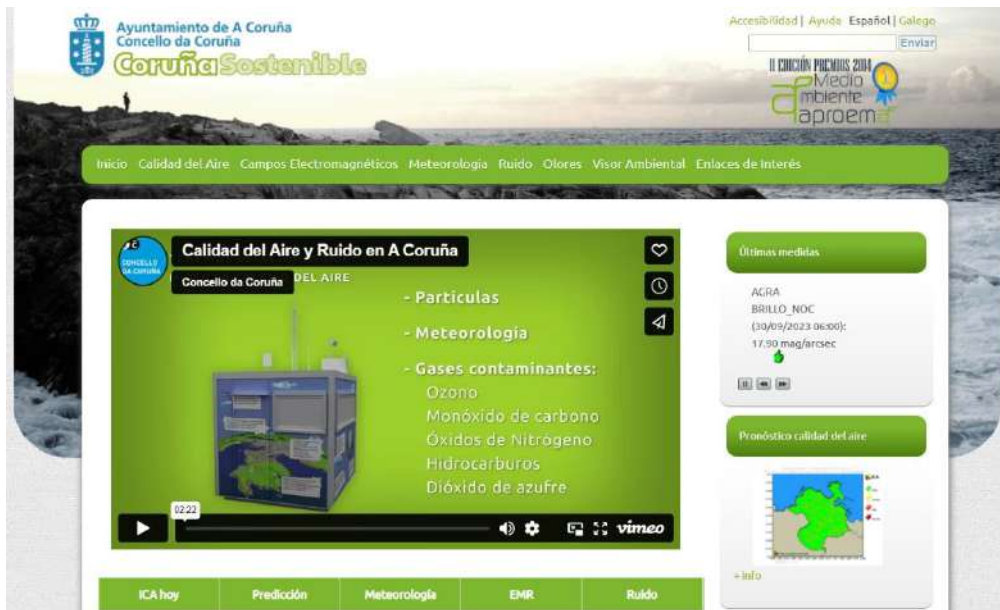 Ayuntamiento de A Coruña
Concello da Coruña
Coruña Sostenible
Accesibilidad | Ayuda Español | Galego
Enviar
II EDICIÓN PREMIOS 2014
Medio
Ambiente
aproema
Inicio Calidad del Aire Campos Electromagnéticos Meteorología Ruido Olores Visor Ambiental Enlaces de Interés
CONCELLO
DA CORUÑA
Calidad del Aire y Ruido en A Coruña
Concello da Coruña
DEL AIRE
- Partículas
- Meteorología
- Gases contaminantes:
Ozono
Monóxido de carbono
Óxidos de Nitrógeno
Hidrocarburos
Dióxido de azufre
02:22
vimeo
Últimas medidas
AGRA
BRILLO_NOC
(30/09/2023 06:00):
17.90 mag/arcsec
Pronóstico calidad del aire
+ Info
ICA hoy Predicción Meteorología EMR Ruido